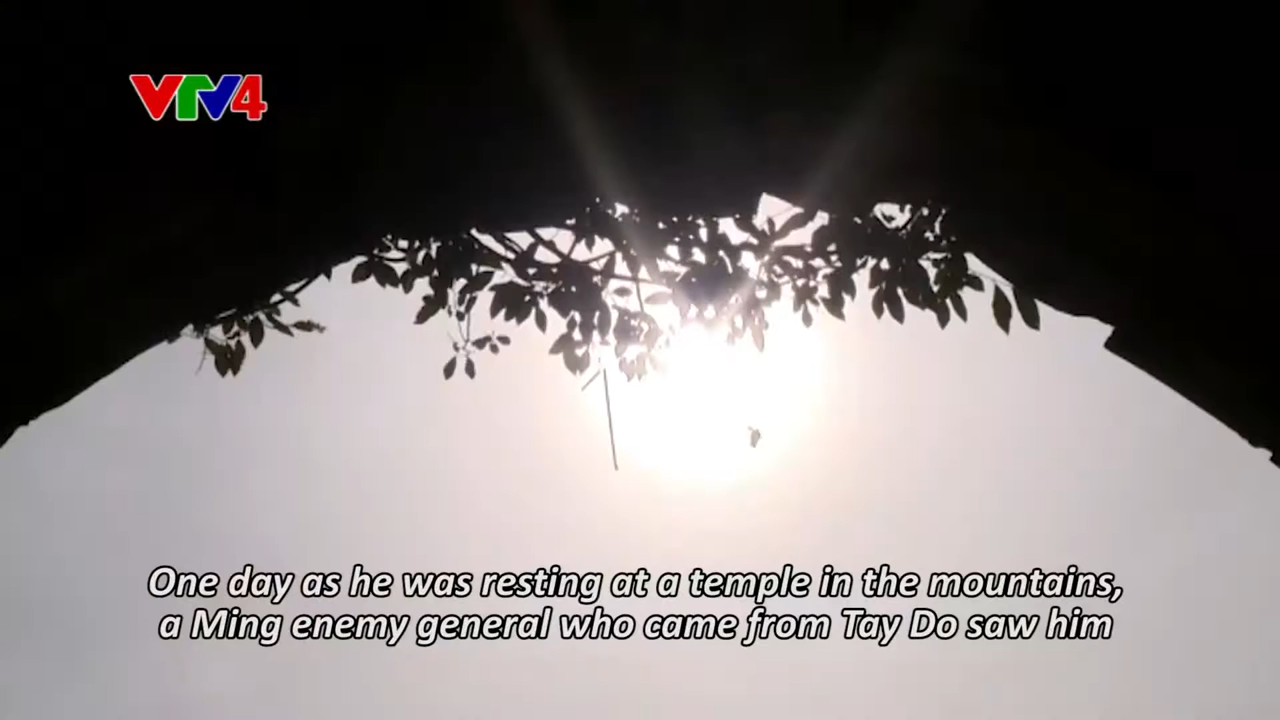 VTV4
One day as he was resting at a temple in the mountains,
a Ming enemy general who came from Tay Do saw him